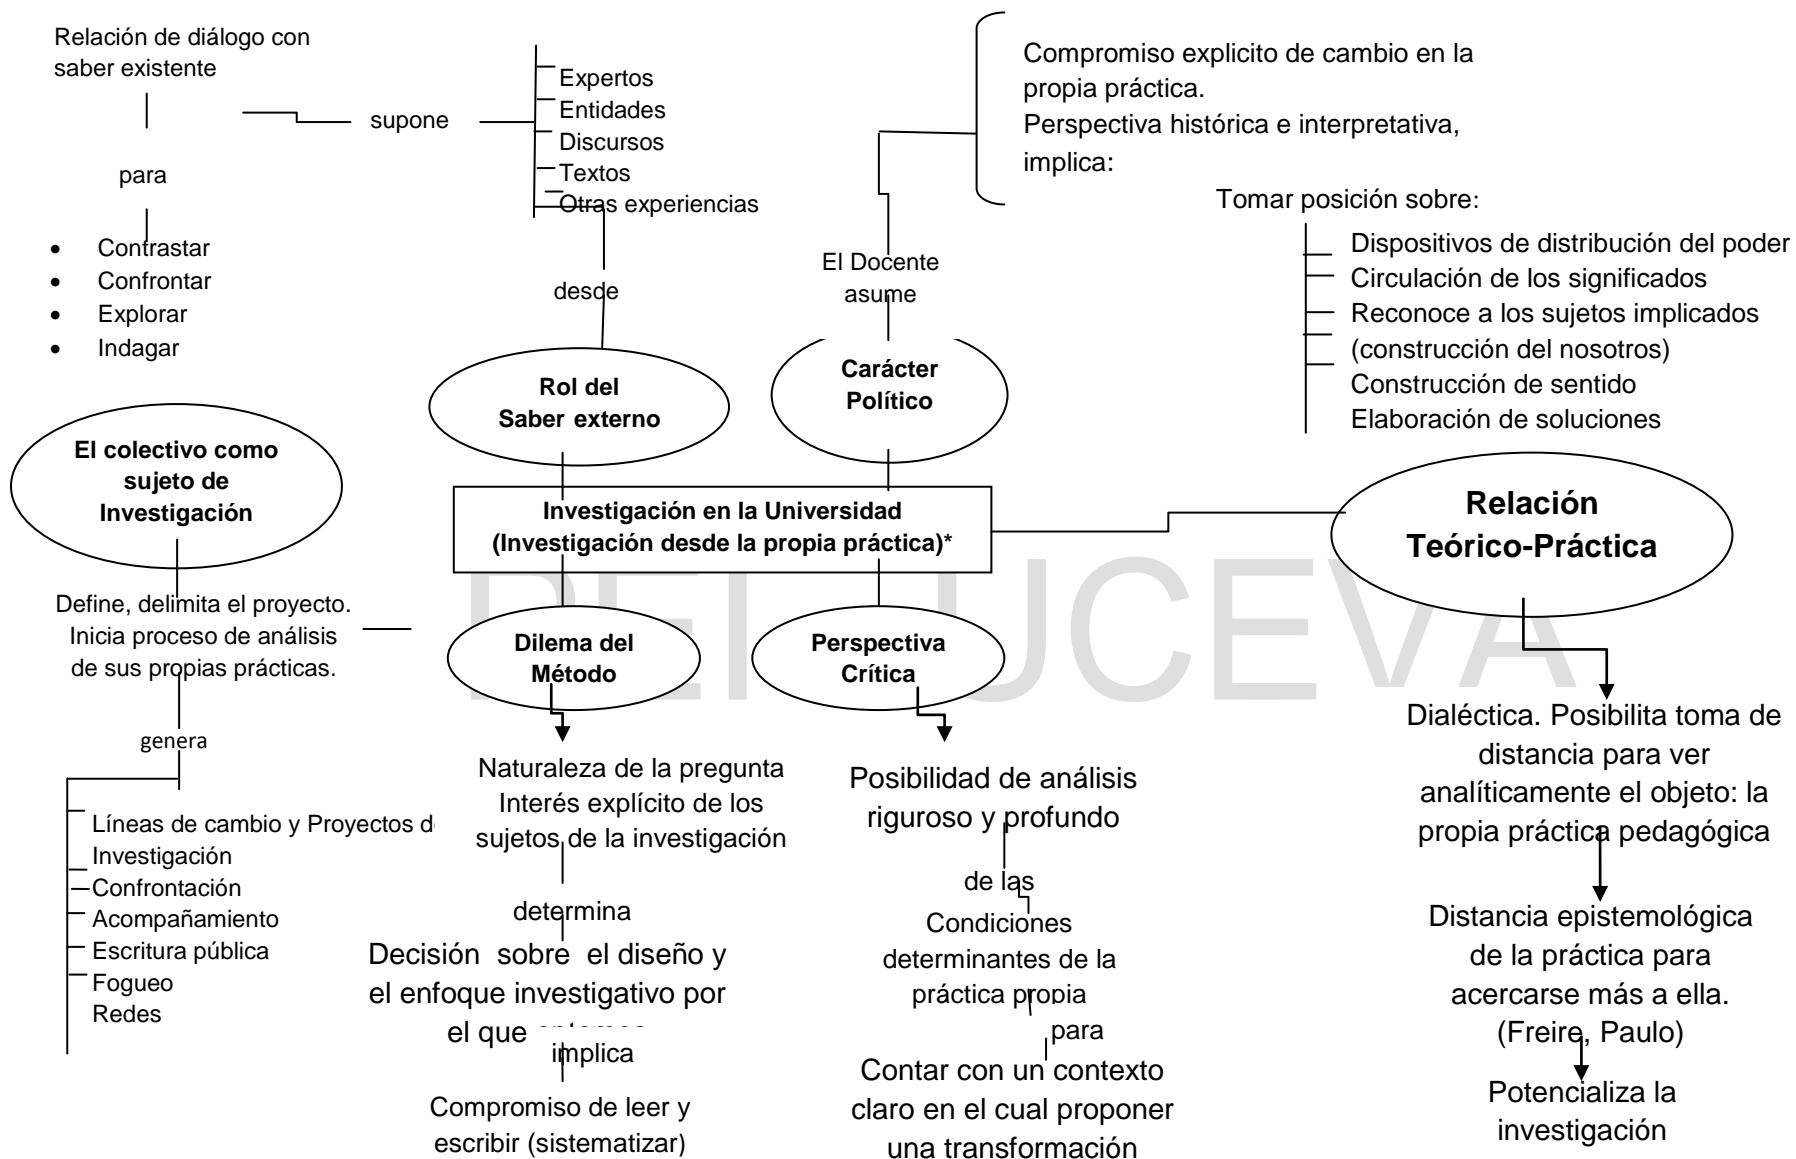 Relación de diálogo con
saber existente
supone
Expertos
Entidades
Discursos
Textos
Otras experiencias
para
• Contrastar
• Confrontar
• Explorar
• Indagar
desde
Compromiso explicito de cambio en la
propia práctica.
Perspectiva histórica e interpretativa,
implica:
Tomar posición sobre:
Dispositivos de distribución del poder
Circulación de los significados
Reconoce a los sujetos implicados
(construcción del nosotros)
Construcción de sentido
Elaboración de soluciones
El Docente
asume
Rol del
Saber externo
Carácter
Político
El colectivo como
sujeto de
Investigación
Investigación en la Universidad
(Investigación desde la propia práctica)*
Relación
Teórico-Práctica
UCEVA
Define, delimita el proyecto.
Inicia proceso de análisis
de sus propias prácticas.
genera
Líneas de cambio y Proyectos
Investigación
Confrontación
Acompañamiento
Escritura pública
Fogueo
Redes
Dilema del
Método
Naturaleza de la pregunta
Interés explícito de los
sujetos de la investigación
determina
Decisión sobre el diseño y
el enfoque investigativo por
el que
implica
Compromiso de leer y
escribir (sistematizar)
Perspectiva
Crítica
Posibilidad de análisis
riguroso y profundo
de las
Condiciones
determinantes de la
práctica propia
para
Contar con un contexto
claro en el cual proponer
una transformación
Dialéctica. Posibilita toma de
distancia para ver
analíticamente el objeto: la
propia práctica pedagógica
Distancia epistemológica
de la práctica para
acercarse más a ella.
(Freire, Paulo)
Potencializa la
investigación